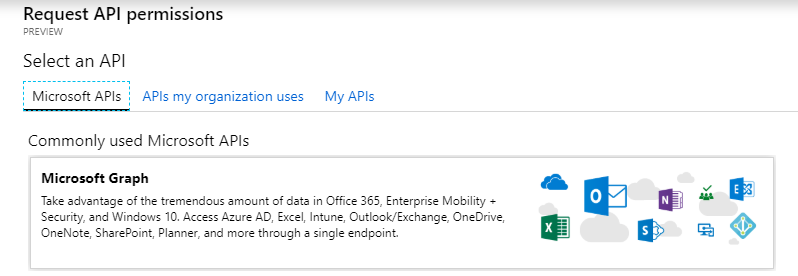 Request API permissions
PREVIEW
Select an API
Microsoft APIs APIs my organization uses My APIs
Commonly used Microsoft APIs
Microsoft Graph
Take advantage of the tremendous amount of data in Office 365, Enterprise Mobility +
Security, and Windows 10. Access Azure AD, Excel, Intune, Outlook/Exchange, OneDrive,
OneNote, SharePoint, Planner, and more through a single endpoint.
O
N
E
X
S